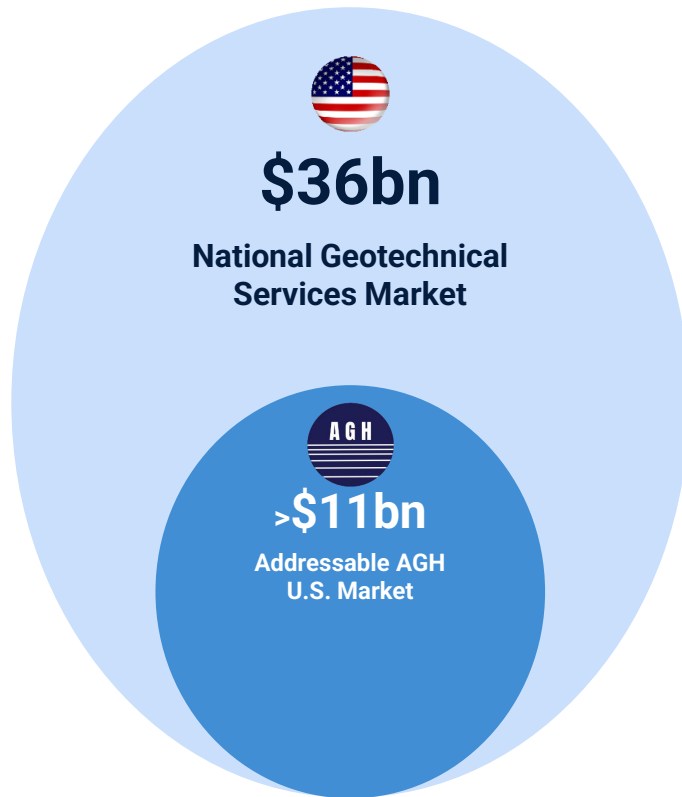 $36bn
National Geotechnical
Services Market
AGH
>$11bn
Addressable AGH
U.S. Market